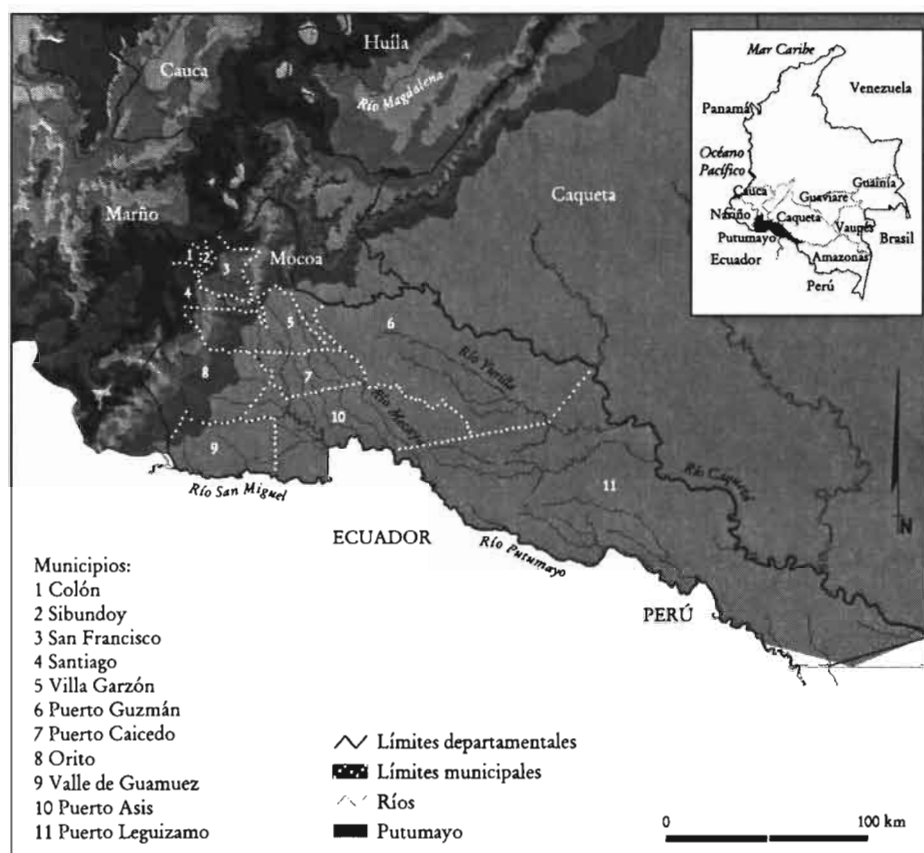 Huíla
Cauca
Río Magdalena
Caqueta
Marño
Mocoa
1
2
3
4
5
6
7
8
9
10
11
Río Mocoa
Río Caquetá
Río San Miguel
ECUADOR
Río Putumayo
PERÚ
N
Mar Caribe
Venezuela
Panamá
Océano
Pacífico
Cauca
Guaviare
Guainía
Nariño
Caqueta
Vaupés
Brasil
Putumayo
Ecuador
Amazonas
Perú
Municipios:
1 Colón
2 Sibundoy
3 San Francisco
4 Santiago
5 Villa Garzón
6 Puerto Guzmán
7 Puerto Caicedo
8 Orito
9 Valle de Guamuez
10 Puerto Asis
11 Puerto Leguizamo
Límites departamentales
Límites municipales
Ríos
Putumayo
0
100 km